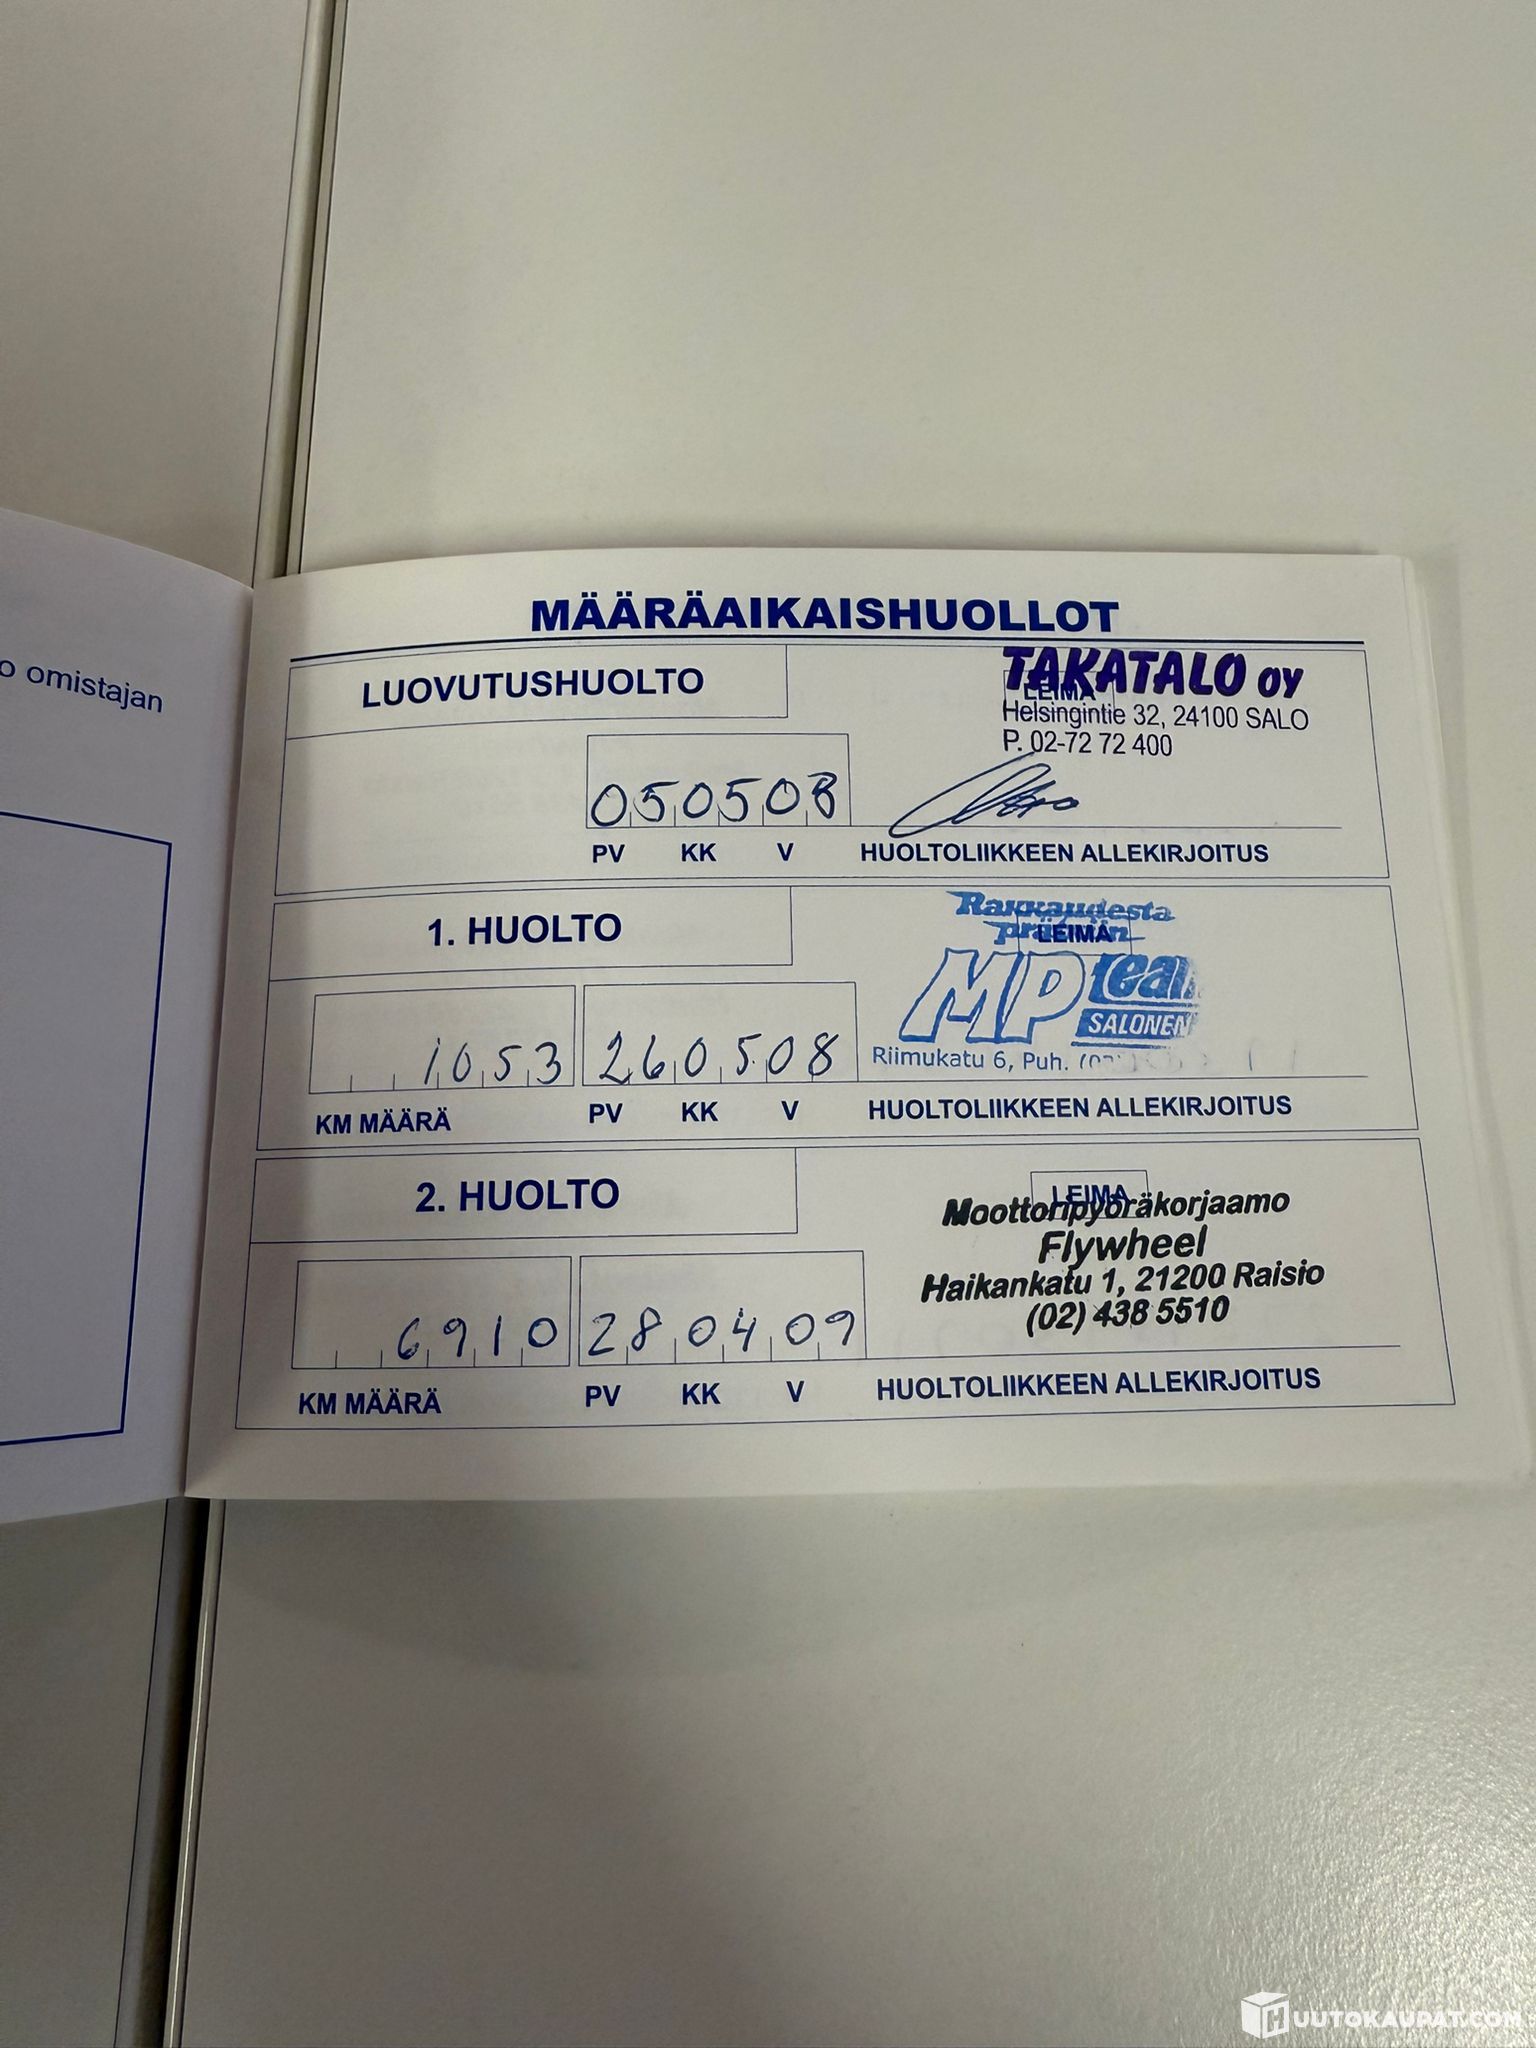 o omistajan
MÄÄRÄAIKAISHUOLLOT
LUOVUTUSHUOLTO
LEIMA
TAKATALO OY
Helsingintie 32, 24100 SALO
P. 02-72 72 400
050508
PV KK V HUOLTOLIIKKEEN ALLEKIRJOITUS
1. HUOLTO
LEIMA
Rakkaudesta
MP team
SALONEN
Riimukatu 6, Puh.
1053 260508
KM MÄÄRÄ PV KK V HUOLTOLIIKKEEN ALLEKIRJOITUS
2. HUOLTO
LEIMA
Moottoripyöräkorjaamo
Flywheel
Haikankatu 1, 21200 Raisio
(02) 438 5510
6910 280409
KM MÄÄRÄ PV KK V HUOLTOLIIKKEEN ALLEKIRJOITUS
HUUTOKAUPAT.COM